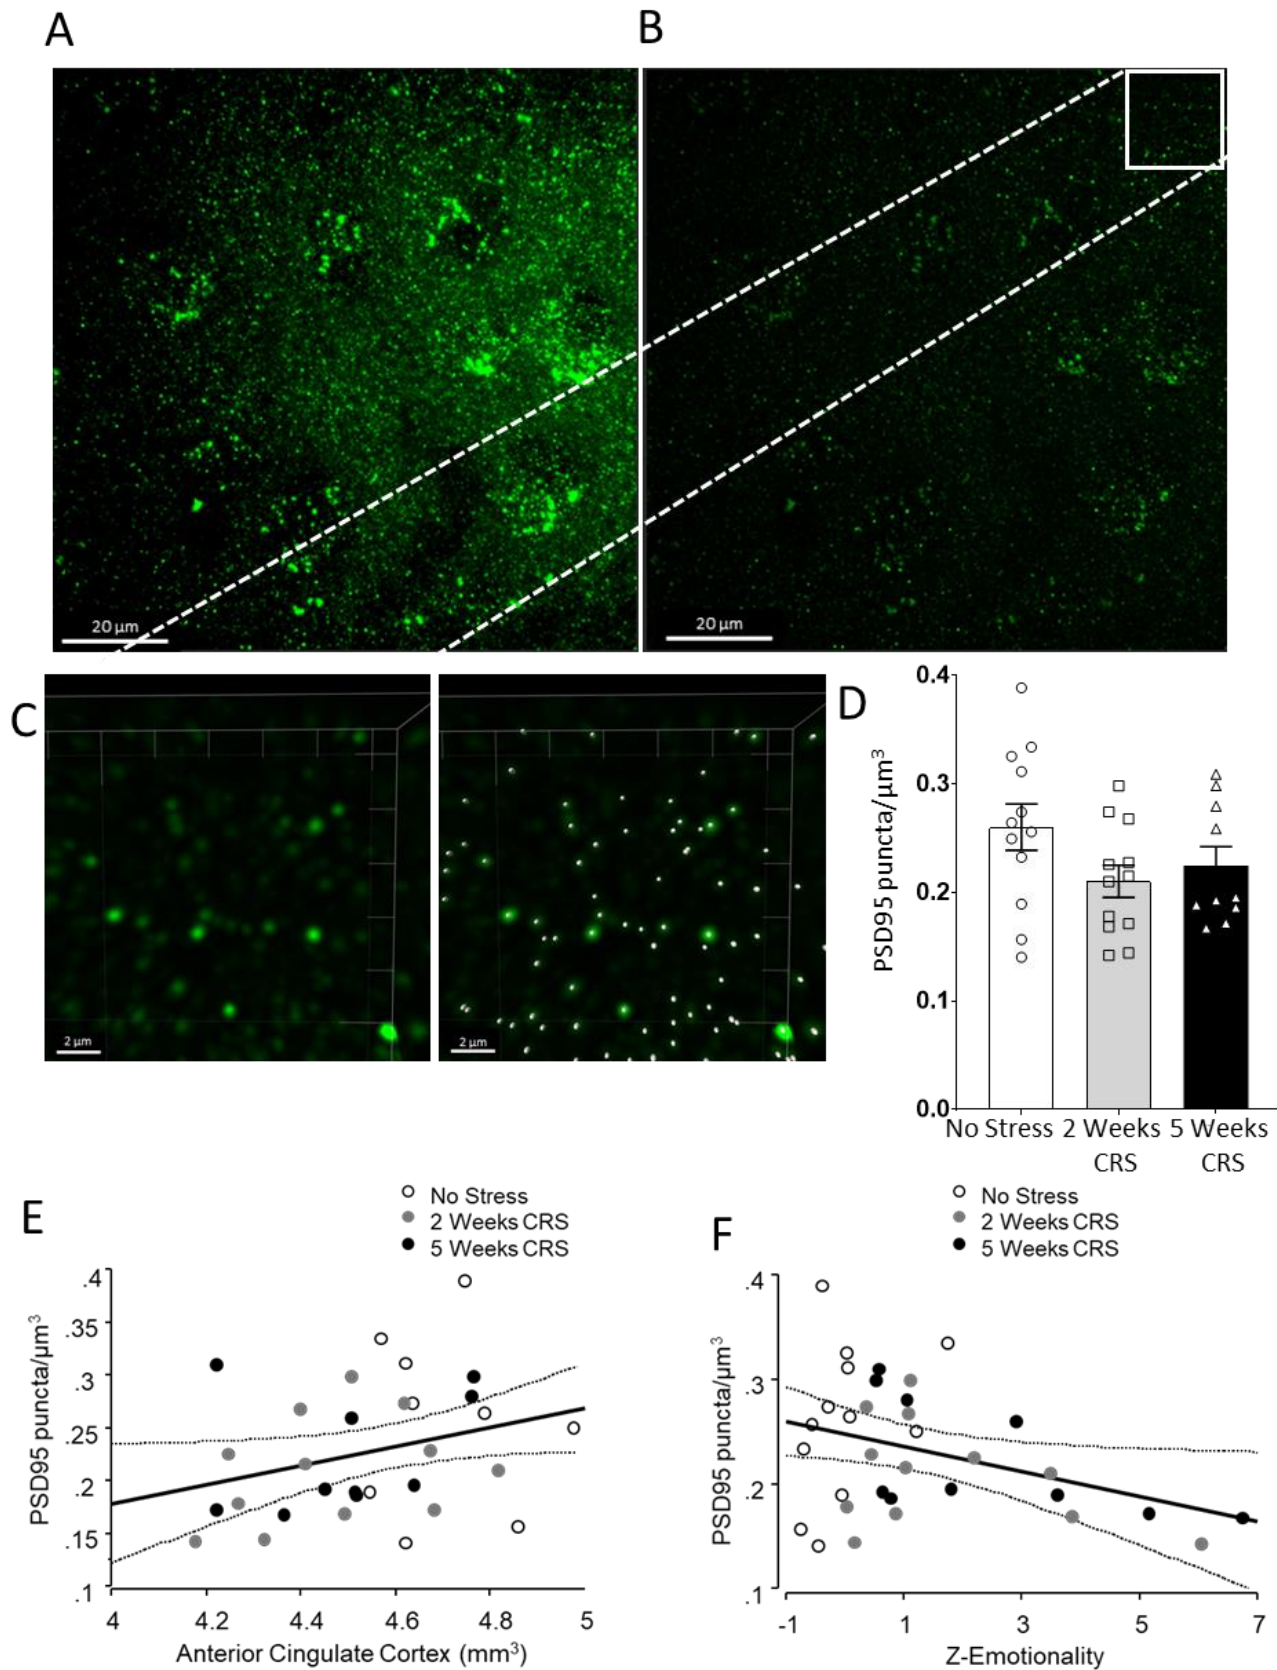 A
B
20 µm
20 µm
C
2 µm
2 µm
D
PSD95 puncta/µm³
0.4
0.3
0.2
0.1
0.0
No Stress 2 Weeks 5 Weeks
CRS CRS
E
No Stress
2 Weeks CRS
5 Weeks CRS
PSD95 puncta/µm³
.4
.35
.3
.25
.2
.15
.1
4 4.2 4.4 4.6 4.8 5
Anterior Cingulate Cortex (mm³)
F
No Stress
2 Weeks CRS
5 Weeks CRS
PSD95 puncta/µm³
.4
.3
.2
.1
-1 1 3 5 7
Z-Emotionality